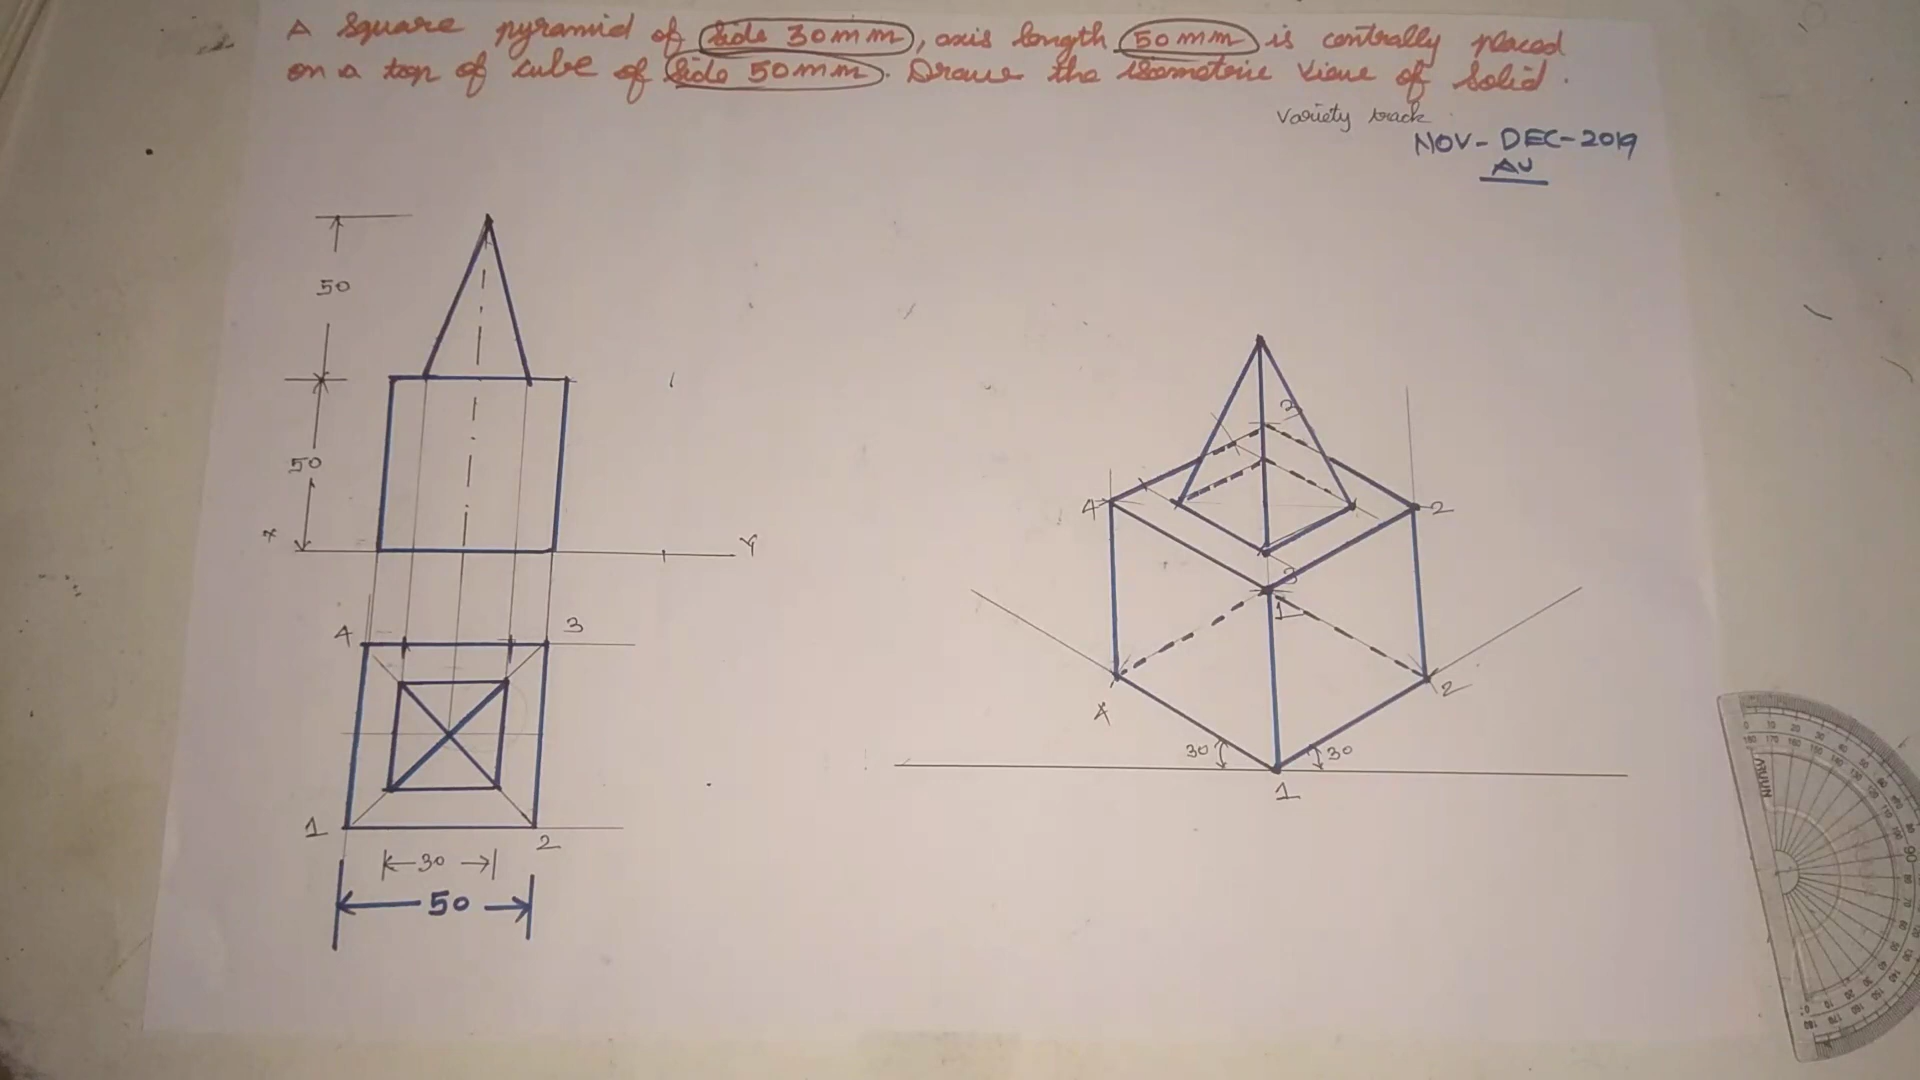 A square pyramid of side 30mm, axis length 50mm is centrally placed
on a top of cube of side 50mm. Draw the isometric view of solid.
Variety track
NOV-DEC-2019
AU
50
50
X
Y
4
3
1
2
30
50
3
4
2
3
1
4
2
30
30
1